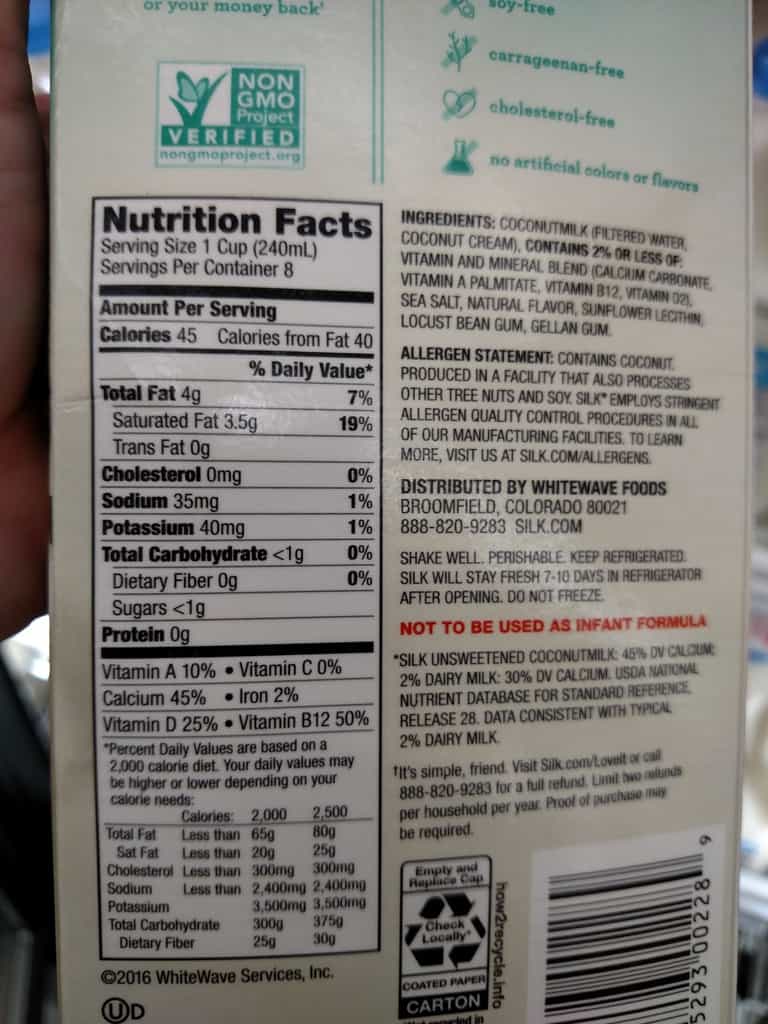 or your money back†
NON
GMO
Project
VERIFIED
nongmoproject.org
soy-free
carrageenan-free
cholesterol-free
no artificial colors or flavors
Nutrition Facts
Serving Size 1 Cup (240mL)
Servings Per Container 8
Amount Per Serving
Calories 45 Calories from Fat 40
% Daily Value*
Total Fat 4g 7%
Saturated Fat 3.5g 19%
Trans Fat 0g
Cholesterol 0mg 0%
Sodium 35mg 1%
Potassium 40mg 1%
Total Carbohydrate <1g 0%
Dietary Fiber 0g 0%
Sugars <1g
Protein 0g
Vitamin A 10% • Vitamin C 0%
Calcium 45% • Iron 2%
Vitamin D 25% • Vitamin B12 50%
*Percent Daily Values are based on a
2,000 calorie diet. Your daily values may
be higher or lower depending on your
calorie needs:
Calories: 2,000 2,500
Total Fat Less than 65g 80g
Sat Fat Less than 20g 25g
Cholesterol Less than 300mg 300mg
Sodium Less than 2,400mg 2,400mg
Potassium 3,500mg 3,500mg
Total Carbohydrate 300g 375g
Dietary Fiber 25g 30g
©2016 WhiteWave Services, Inc.
UD
INGREDIENTS: COCONUTMILK (FILTERED WATER,
COCONUT CREAM), CONTAINS 2% OR LESS OF:
VITAMIN AND MINERAL BLEND (CALCIUM CARBONATE,
VITAMIN A PALMITATE, VITAMIN B12, VITAMIN D2),
SEA SALT, NATURAL FLAVOR, SUNFLOWER LECITHIN,
LOCUST BEAN GUM, GELLAN GUM.
ALLERGEN STATEMENT: CONTAINS COCONUT.
PRODUCED IN A FACILITY THAT ALSO PROCESSES
OTHER TREE NUTS AND SOY. SILK® EMPLOYS STRINGENT
ALLERGEN QUALITY CONTROL PROCEDURES IN ALL
OF OUR MANUFACTURING FACILITIES. TO LEARN
MORE, VISIT US AT SILK.COM/ALLERGENS.
DISTRIBUTED BY WHITEWAVE FOODS
BROOMFIELD, COLORADO 80021
888-820-9283 SILK.COM
SHAKE WELL. PERISHABLE. KEEP REFRIGERATED.
SILK WILL STAY FRESH 7-10 DAYS IN REFRIGERATOR
AFTER OPENING. DO NOT FREEZE.
NOT TO BE USED AS INFANT FORMULA
*SILK UNSWEETENED COCONUTMILK: 45% DV CALCIUM;
2% DAIRY MILK: 30% DV CALCIUM. USDA NATIONAL
NUTRIENT DATABASE FOR STANDARD REFERENCE,
RELEASE 28. DATA CONSISTENT WITH TYPICAL
2% DAIRY MILK.
†It's simple, friend. Visit Silk.com/LoveIt or call
888-820-9283 for a full refund. Limit two refunds
per household per year. Proof of purchase may
be required.
Empty and
Replace Cap
Check
Locally*
COATED PAPER
CARTON
how2recycle.info
*Not recycled in
5293 00228 9